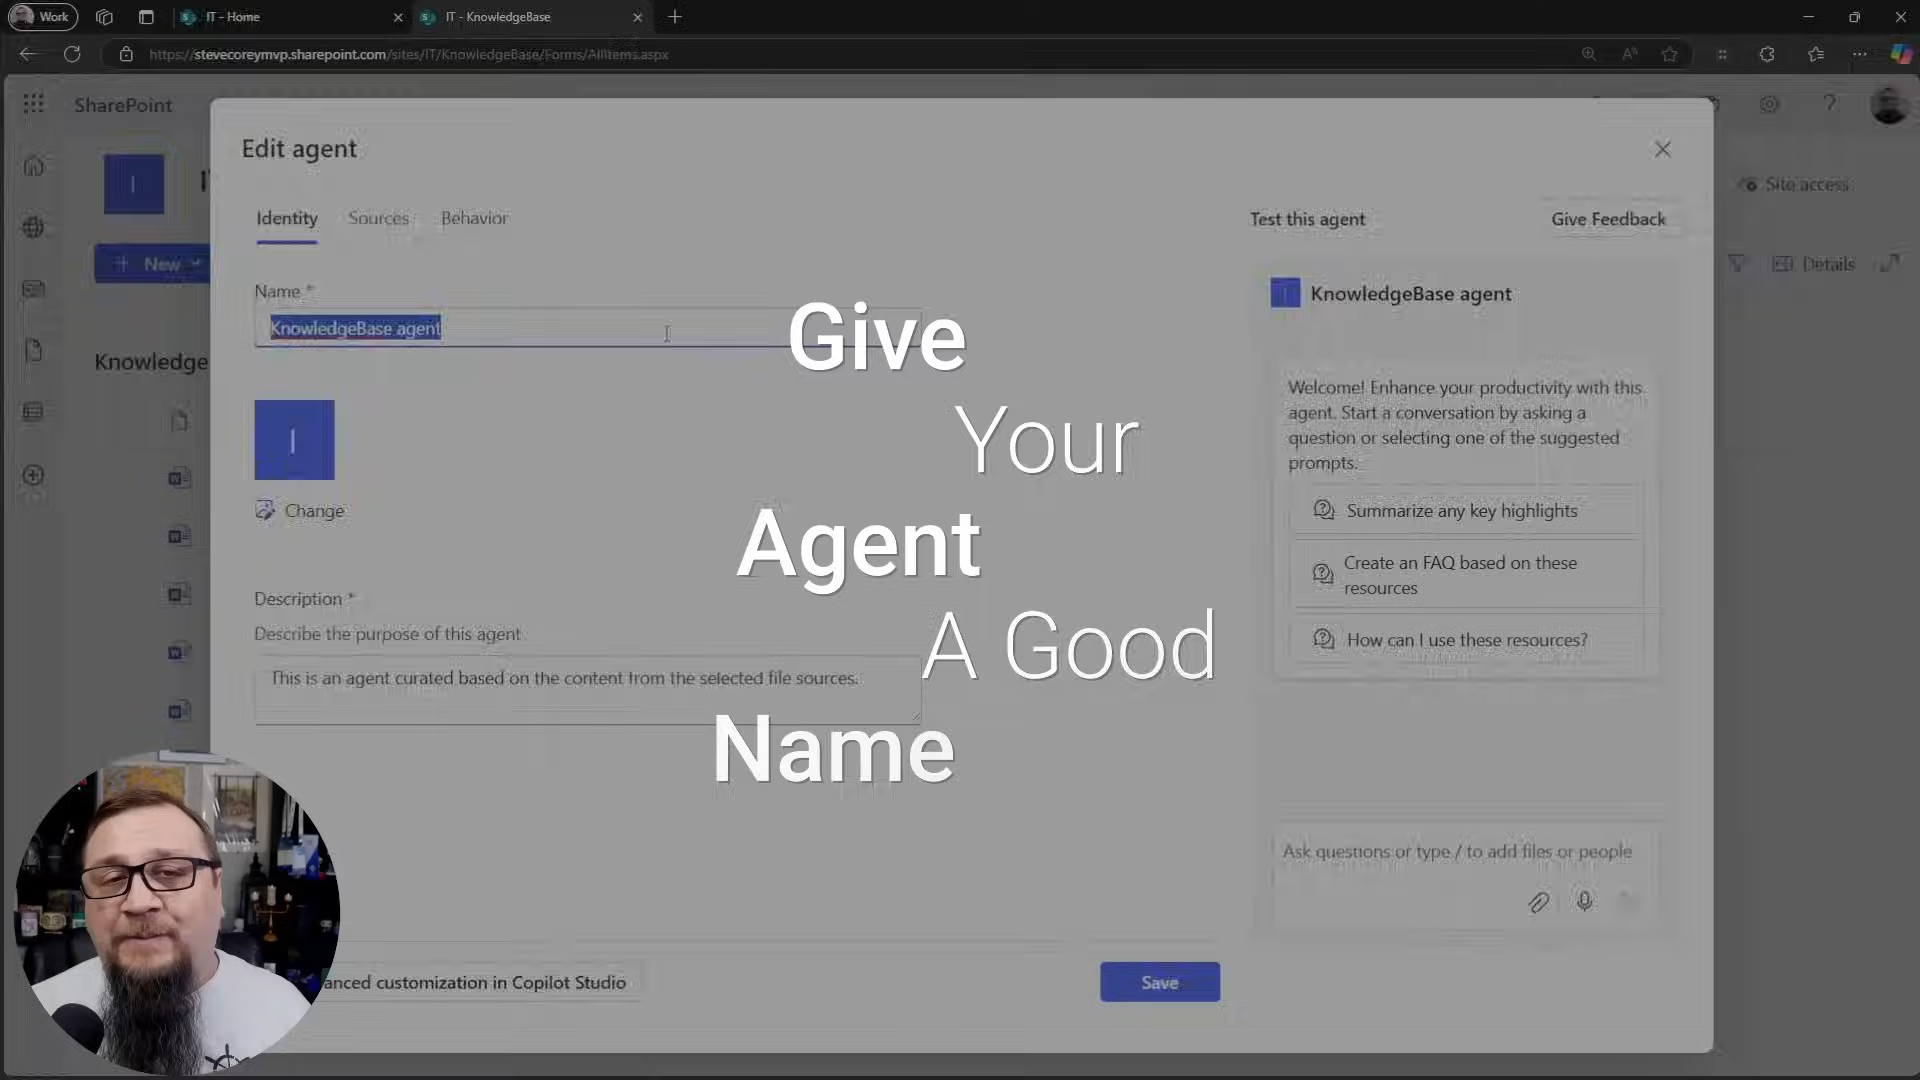 Work
IT - Home
IT - KnowledgeBase
https://stevecoreymvp.sharepoint.com/sites/IT/KnowledgeBase/Forms/AllItems.aspx
SharePoint
Edit agent
I
Site access
Identity
Sources
Behavior
Test this agent
Give Feedback
New
Details
Name *
KnowledgeBase agent
KnowledgeBase agent
Give
Your
Agent
A Good
Name
Knowledge
Welcome! Enhance your productivity with this
agent. Start a conversation by asking a
question or selecting one of the suggested
prompts.
I
Change
Summarize any key highlights
Create an FAQ based on these
resources
How can I use these resources?
Description *
Describe the purpose of this agent
This is an agent curated based on the content from the selected file sources.
Ask questions or type / to add files or people
anced customization in Copilot Studio
Save